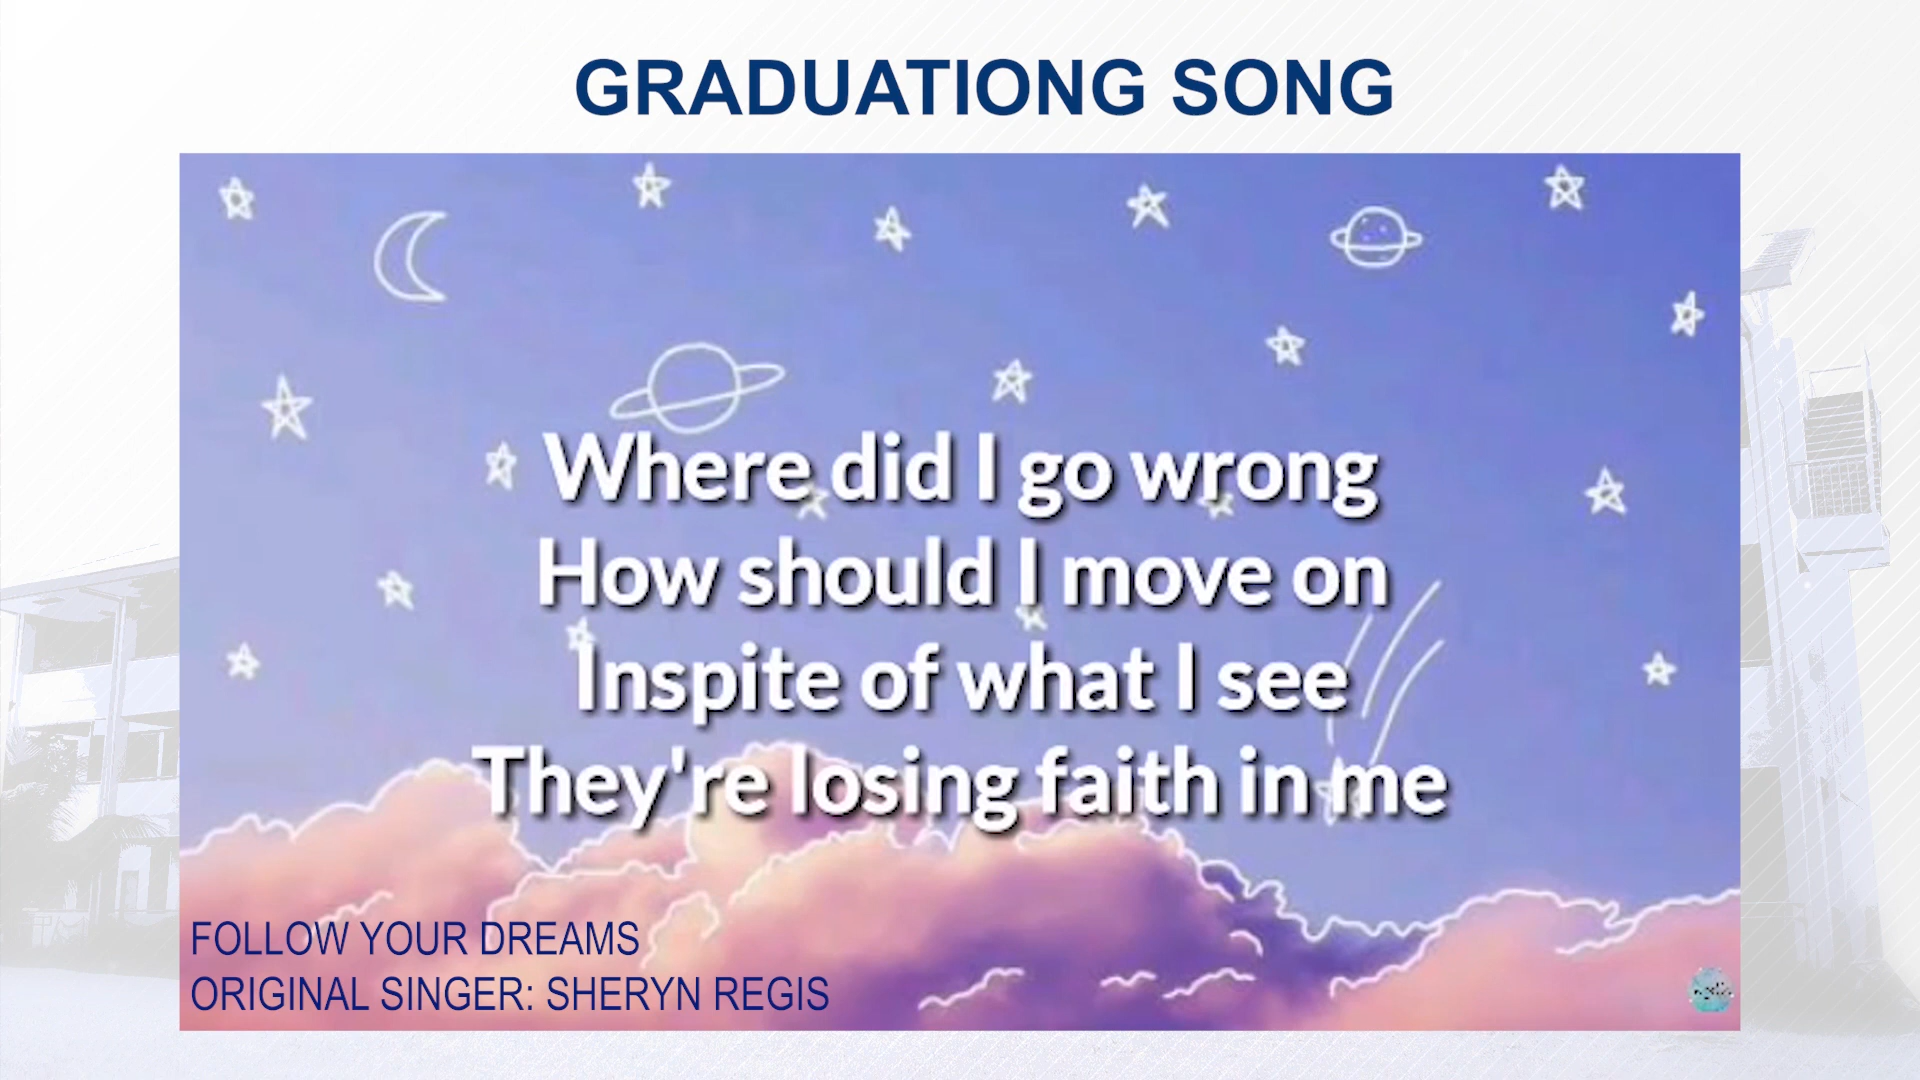 GRADUATIONG SONG
Where did I go wrong
How should I move on
Inspite of what I see
They're losing faith in me
FOLLOW YOUR DREAMS
ORIGINAL SINGER: SHERYN REGIS